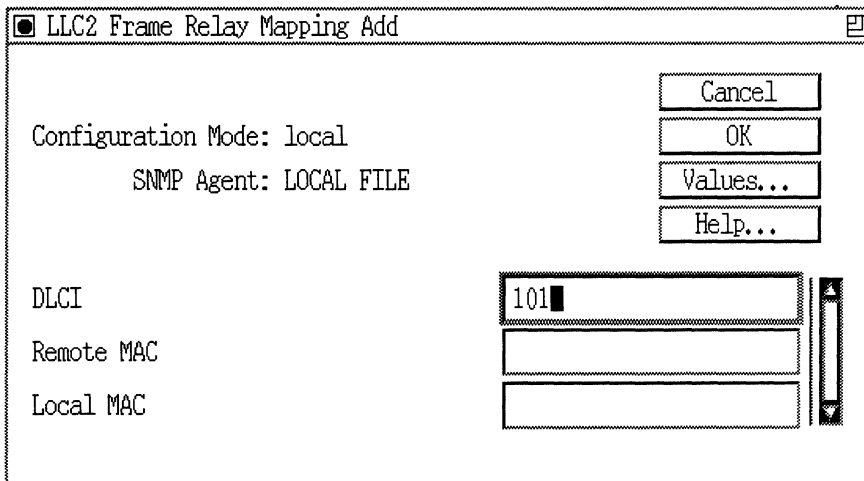 LLC2 Frame Relay Mapping Add
Cancel
Configuration Mode: local
OK
SNMP Agent: LOCAL FILE
Values...
Help...
DLCI
101
Remote MAC
Local MAC